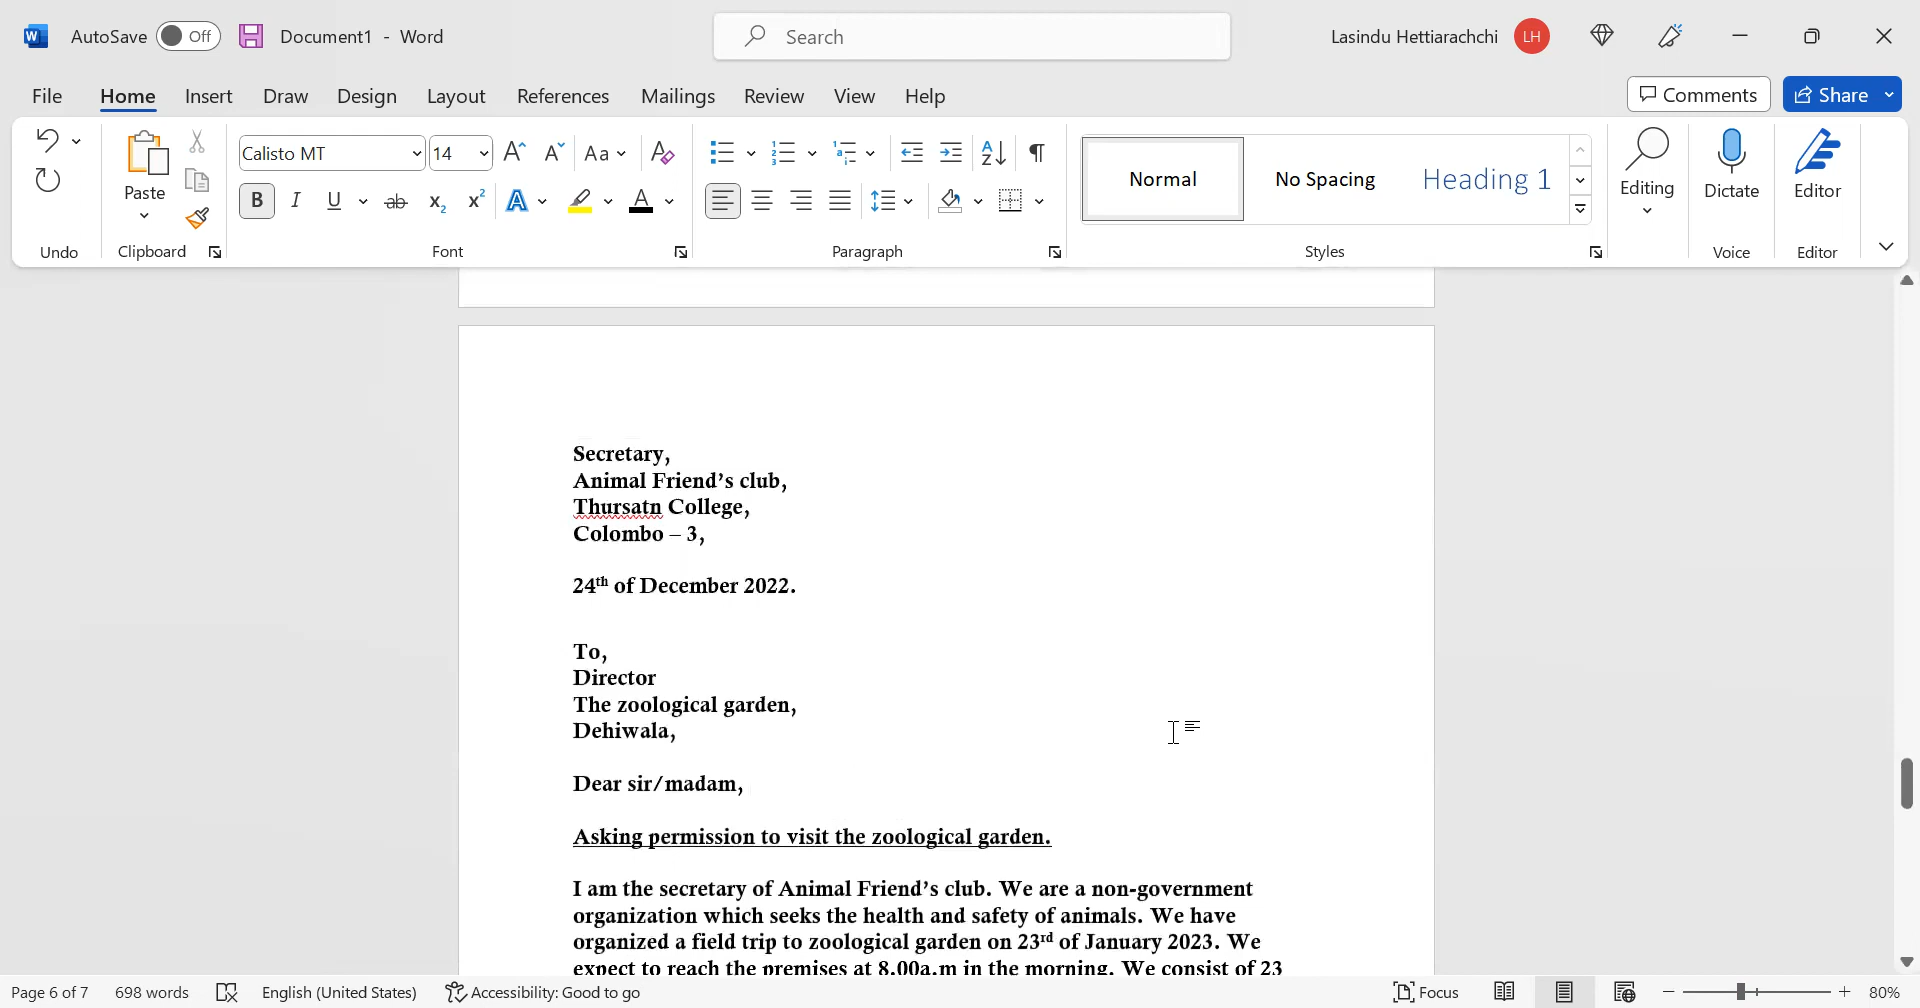 AutoSave Off Document1 - Word Search Lasindu Hettiarachchi LH
File Home Insert Draw Design Layout References Mailings Review View Help Comments Share
Calisto MT 14 Aa
Paste B I U ab x₂ x² A A Normal No Spacing Heading 1 Editing Dictate Editor
Undo Clipboard Font Paragraph Styles Voice Editor
Secretary,
Animal Friend’s club,
Thursatn College,
Colombo – 3,
24th of December 2022.
To,
Director
The zoological garden,
Dehiwala,
Dear sir/madam,
Asking permission to visit the zoological garden.
I am the secretary of Animal Friend’s club. We are a non-government
organization which seeks the health and safety of animals. We have
organized a field trip to zoological garden on 23rd of January 2023. We
expect to reach the premises at 8.00a.m in the morning. We consist of 23
Page 6 of 7 698 words English (United States) Accessibility: Good to go Focus 80%